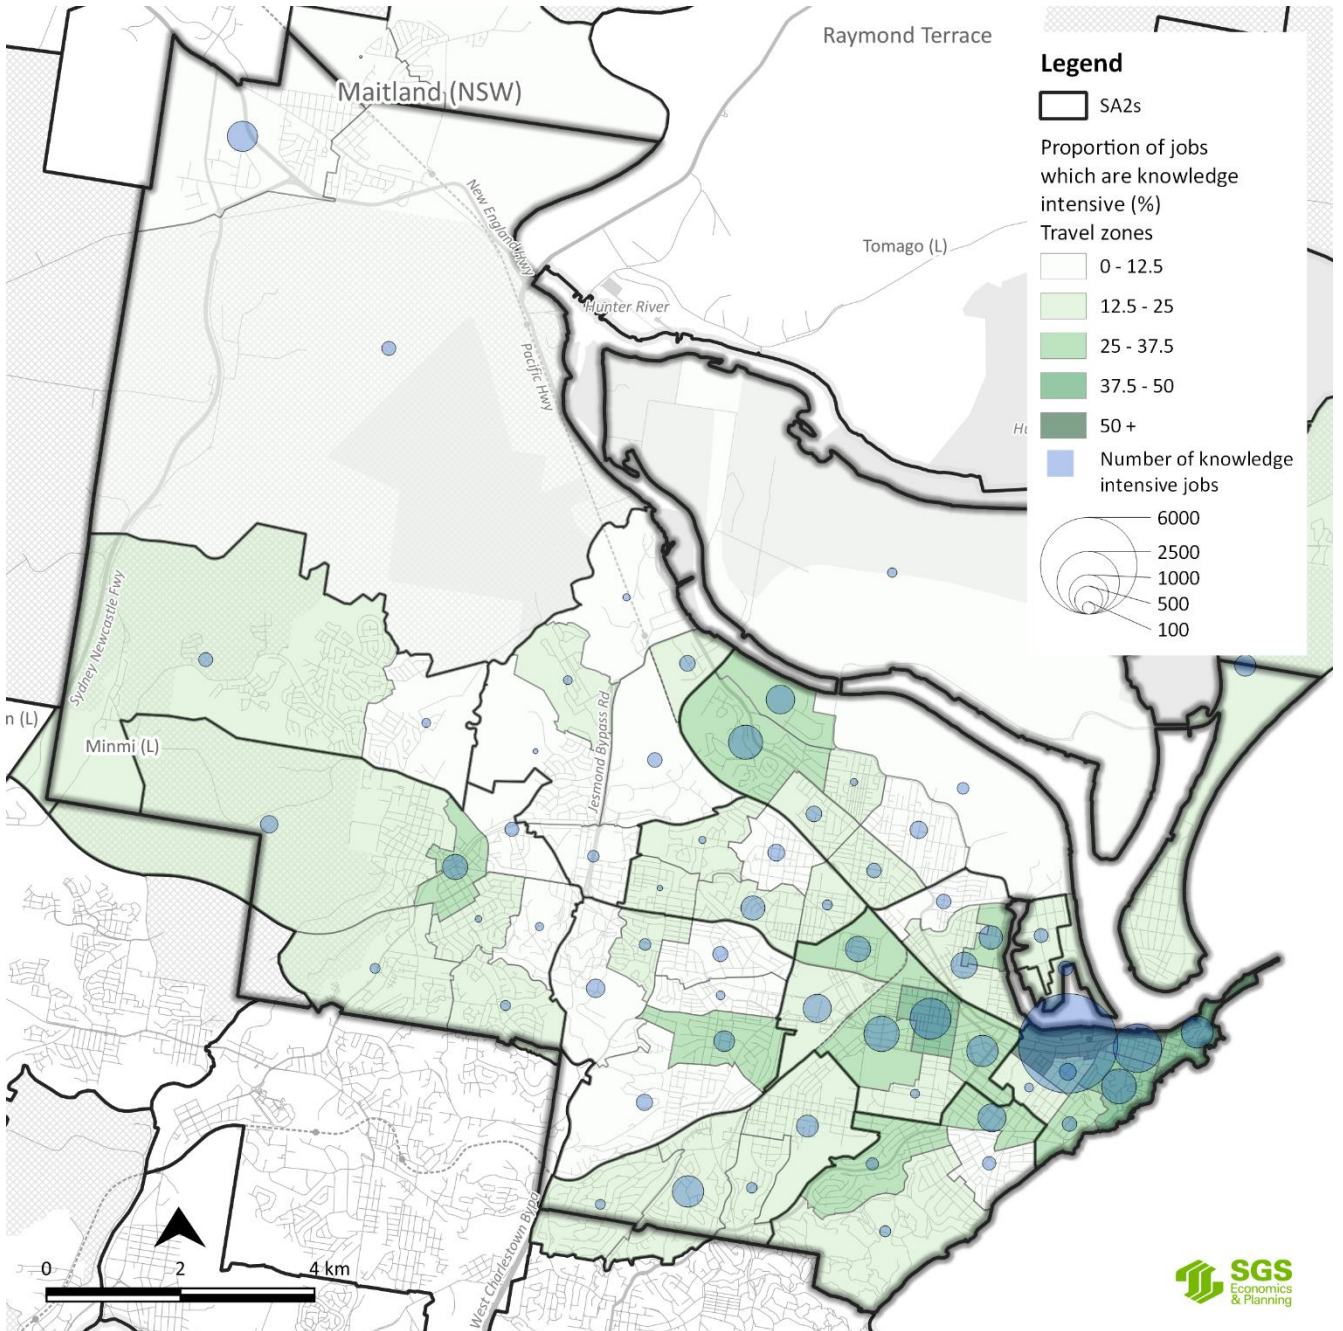 Raymond Terrace
Maitland (NSW)
New England Hwy
Tomago (L)
Hunter River
Pacific Hwy
Sydney Newcastle Fwy
n (L)
Minmi (L)
Jesmond Bypass Rd
West Charlestown Bypa
Hu
Legend
SA2s
Proportion of jobs
which are knowledge
intensive (%)
Travel zones
0 - 12.5
12.5 - 25
25 - 37.5
37.5 - 50
50 +
Number of knowledge
intensive jobs
6000
2500
1000
500
100
0 2 4 km
SGS
Economics
& Planning